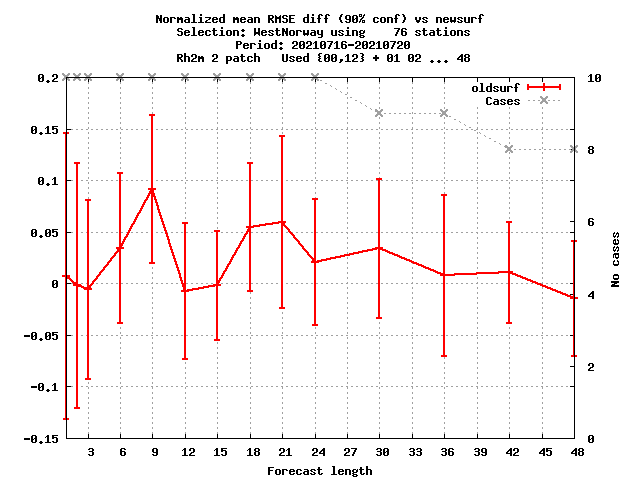 Normalized mean RMSE diff (90% conf) vs newsurf
Selection: WestNorway using    76 stations
Period: 20210716-20210720
Rh2m 2 patch   Used {00,12} + 01 02 ... 48
oldsurf
Cases
0.2
0.15
0.1
0.05
0
-0.05
-0.1
-0.15
10
8
6
4
2
0
No cases
3 6 9 12 15 18 21 24 27 30 33 36 39 42 45 48
Forecast length